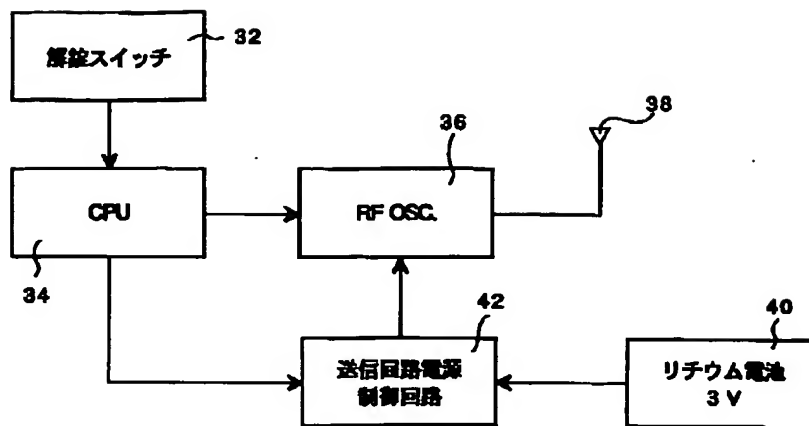 解錠スイッチ
32
38
36
CPU
RF OSC.
34
42
40
送信回路電源
制御回路
リチウム電池
3 V